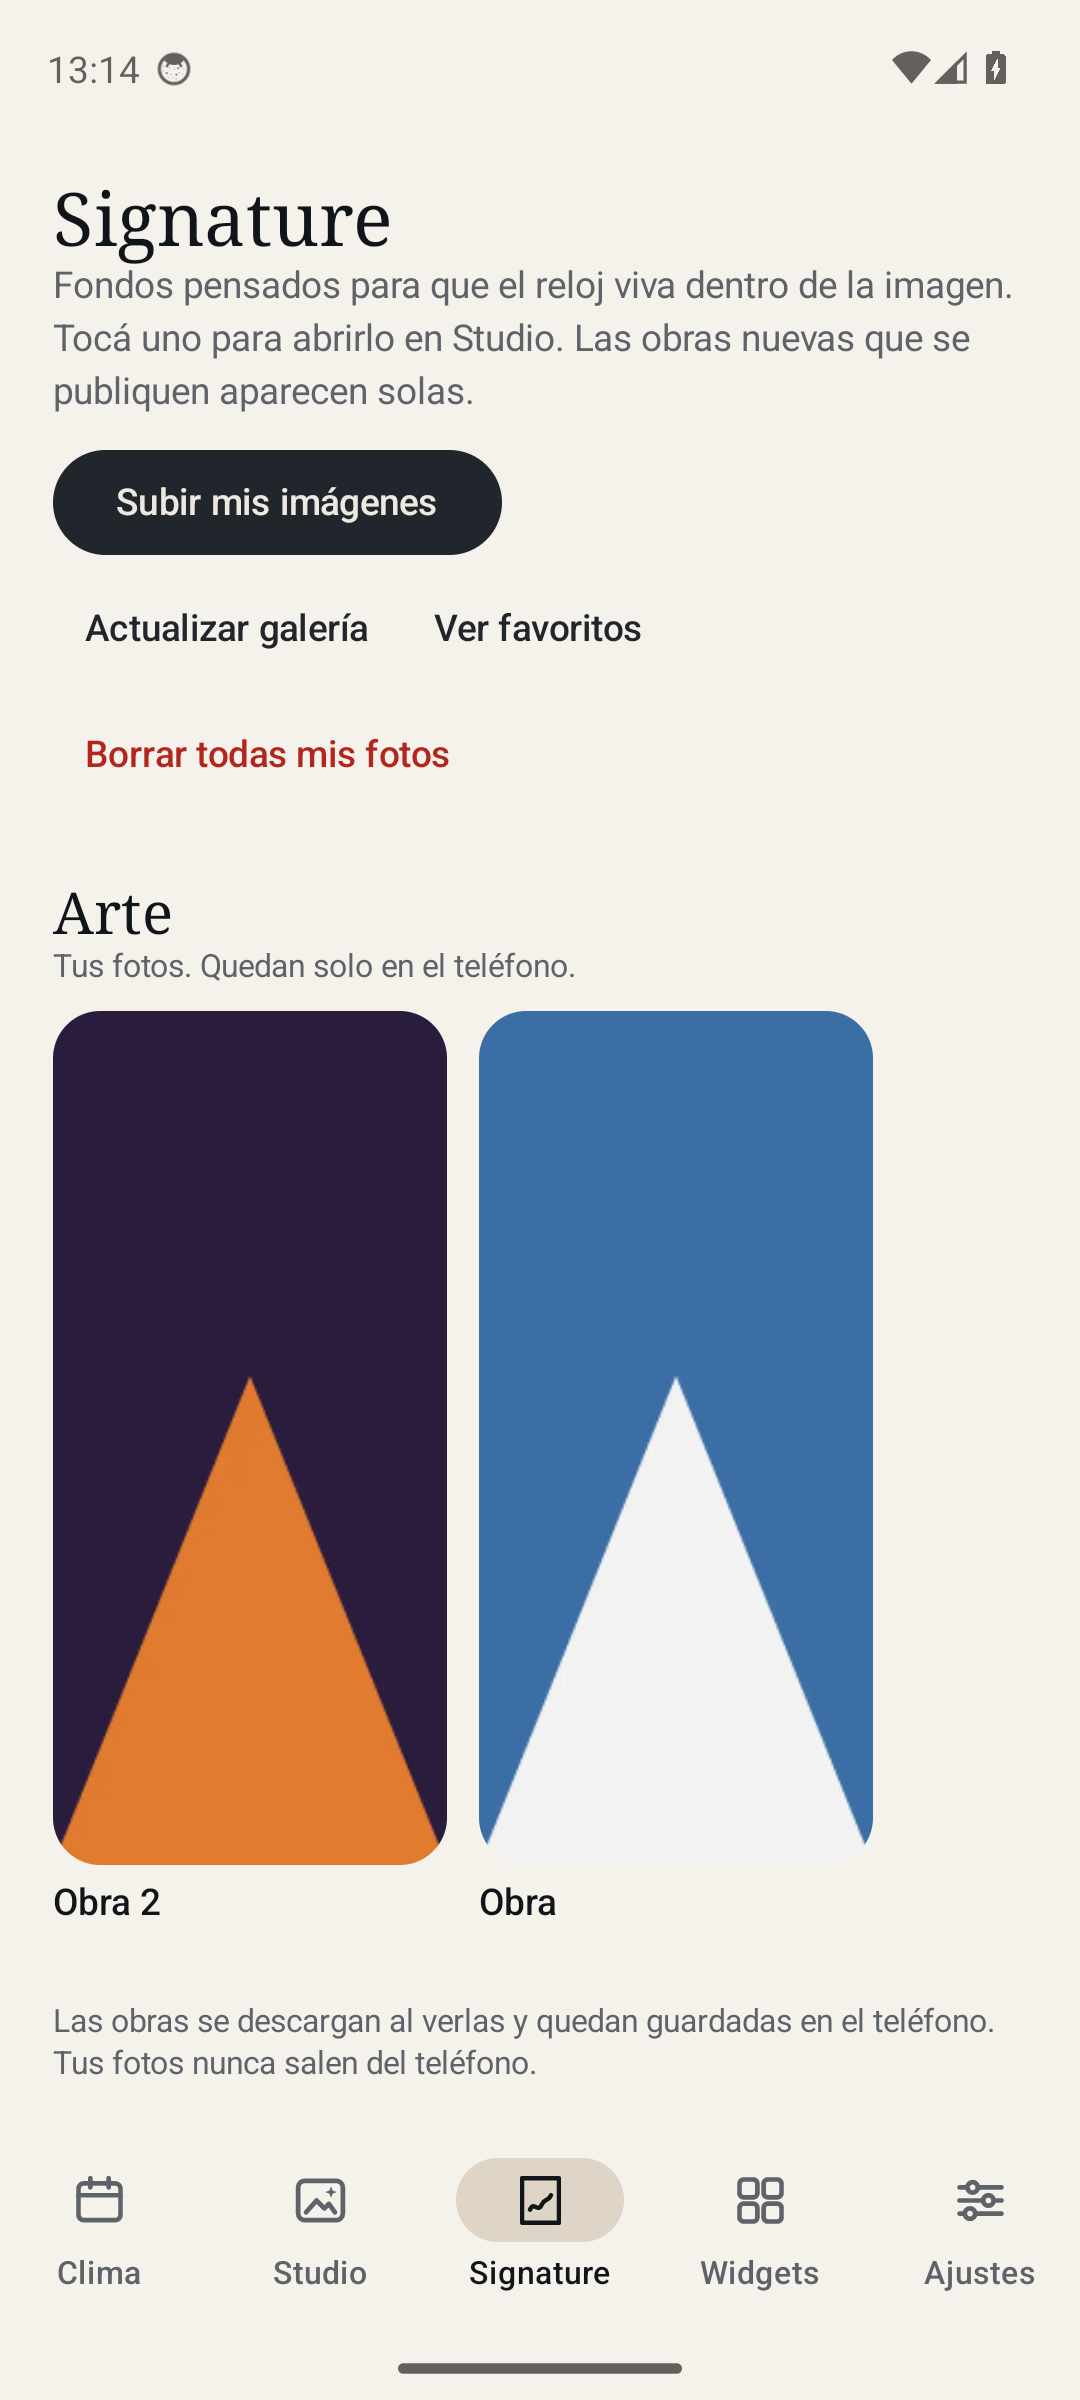 13:14
Signature
Fondos pensados para que el reloj viva dentro de la imagen.
Tocá uno para abrirlo en Studio. Las obras nuevas que se
publiquen aparecen solas.
Subir mis imágenes
Actualizar galería
Ver favoritos
Borrar todas mis fotos
Arte
Tus fotos. Quedan solo en el teléfono.
Obra 2
Obra
Las obras se descargan al verlas y quedan guardadas en el teléfono.
Tus fotos nunca salen del teléfono.
Clima
Studio
Signature
Widgets
Ajustes